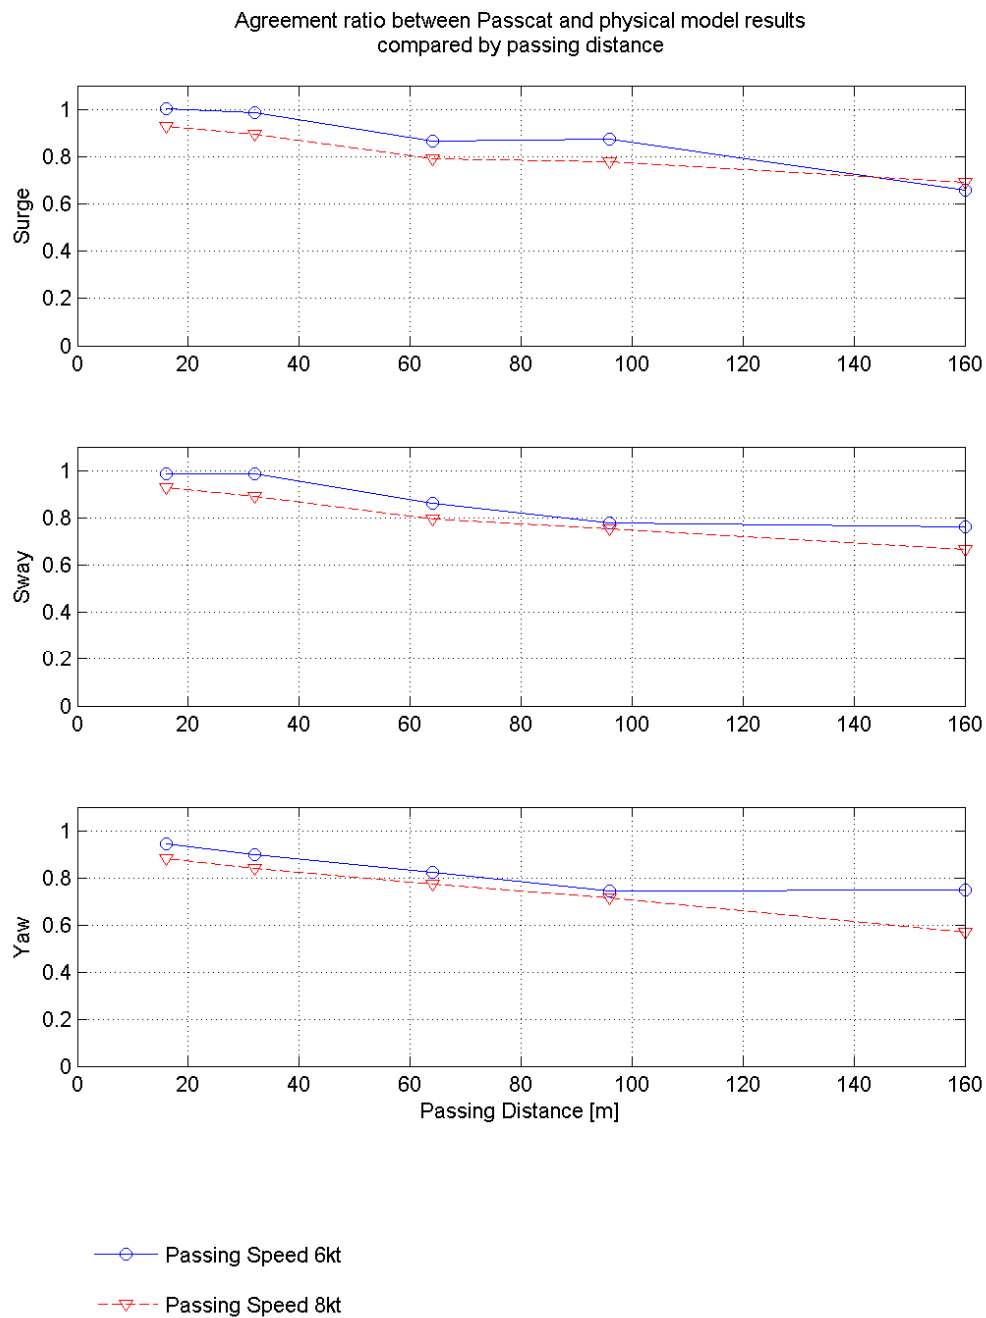 Agreement ratio between Passcat and physical model results
compared by passing distance
1
0.8
0.6
0.4
0.2
0
Surge
0 20 40 60 80 100 120 140 160
1
0.8
0.6
0.4
0.2
0
Sway
0 20 40 60 80 100 120 140 160
1
0.8
0.6
0.4
0.2
0
Yaw
0 20 40 60 80 100 120 140 160
Passing Distance [m]
Passing Speed 6kt
Passing Speed 8kt